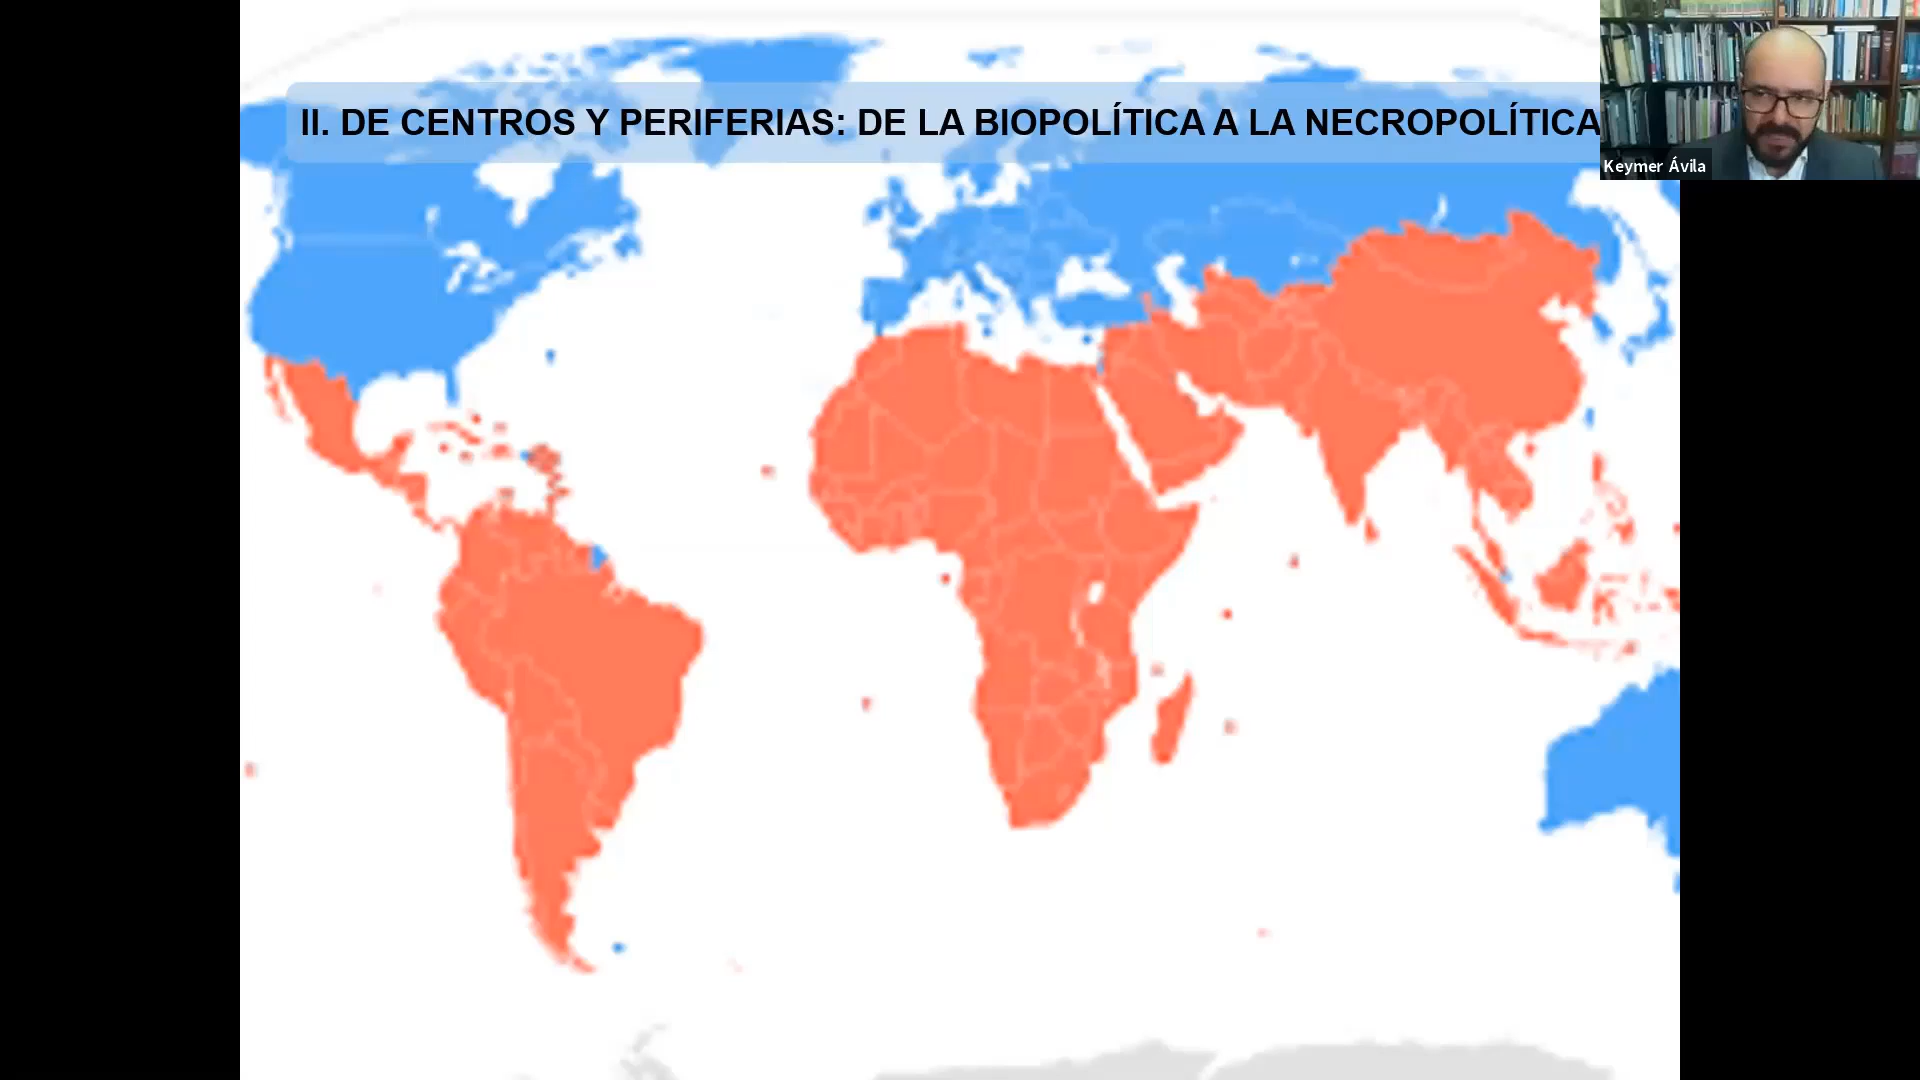 II. DE CENTROS Y PERIFERIAS: DE LA BIOPOLÍTICA A LA NECROPOLÍTICA
Keymer Ávila